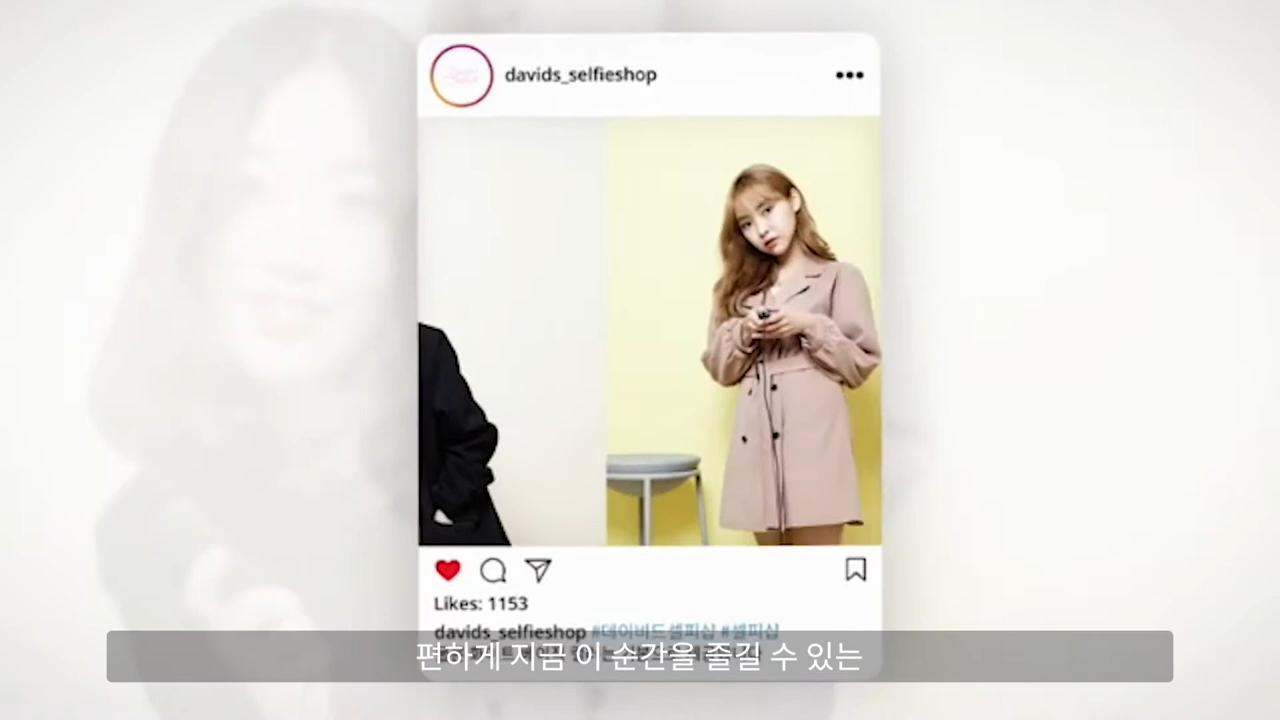 davids_selfieshop
Likes: 1153
davids_selfieshop #데이비드셀피샵 #셀피샵
편하게 지금 이 순간을 즐길 수 있는